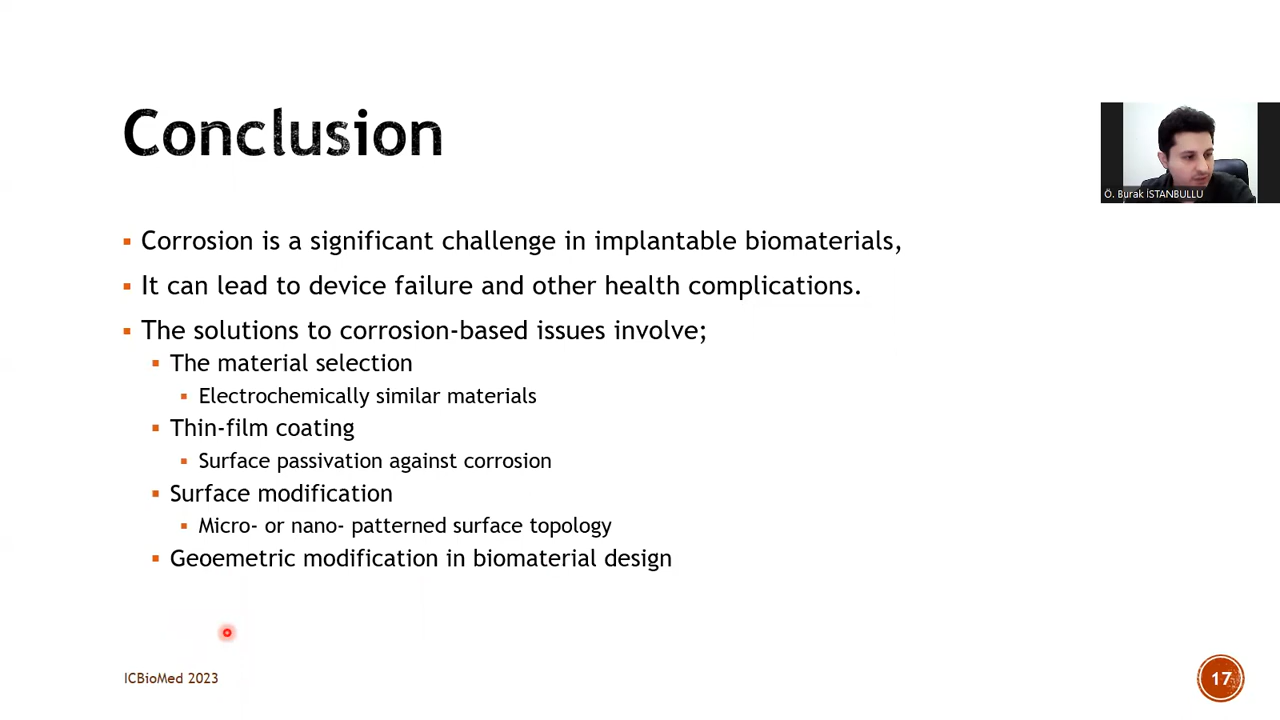 Conclusion
Ö. Burak İSTANBULLU
Corrosion is a significant challenge in implantable biomaterials,
It can lead to device failure and other health complications.
The solutions to corrosion-based issues involve;
The material selection
Electrochemically similar materials
Thin-film coating
Surface passivation against corrosion
Surface modification
Micro- or nano- patterned surface topology
Geoemetric modification in biomaterial design
ICBioMed 2023
17